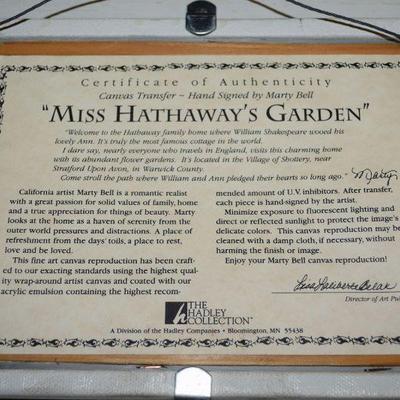 Certificate of Authenticity
Canvas Transfer ~ Hand Signed by Marty Bell
"MISS HATHAWAY'S GARDEN"
"Welcome to the Hathaway family home where William Shakespeare wooed his
lovely Ann. It's truly the most famous cottage in the world.
I dare say, nearly everyone who travels in England, visits this charming home
with its abundant flower gardens. It's located in the Village of Shottery, near
Stratford Upon Avon, in Warwick County.
Come stroll the path where William and Ann pledged their hearts so long ago."
Marty
California artist Marty Bell is a romantic realist
with a great passion for solid values of family, home
and a true appreciation for things of beauty. Marty
looks at the home as a haven of serenity from the
outer world pressures and distractions. A place of
refreshment from the days' toils, a place to rest,
love and be loved.
This fine art canvas reproduction has been craft-
ed to our exacting standards using the highest qual-
ity wrap-around artist canvas and coated with our
acrylic emulsion containing the highest recom-
mended amount of U.V. inhibitors. After transfer,
each piece is hand-signed by the artist.
Minimize exposure to fluorescent lighting and
direct or reflected sunlight to protect the image's
delicate colors. This canvas reproduction may be
cleaned with a damp cloth, if necessary, without
harming the finish or image.
Enjoy your Marty Bell canvas reproduction!
Director of Art Pu
THE
HADLEY
COLLECTION
A Division of the Hadley Companies • Bloomington, MN 55438